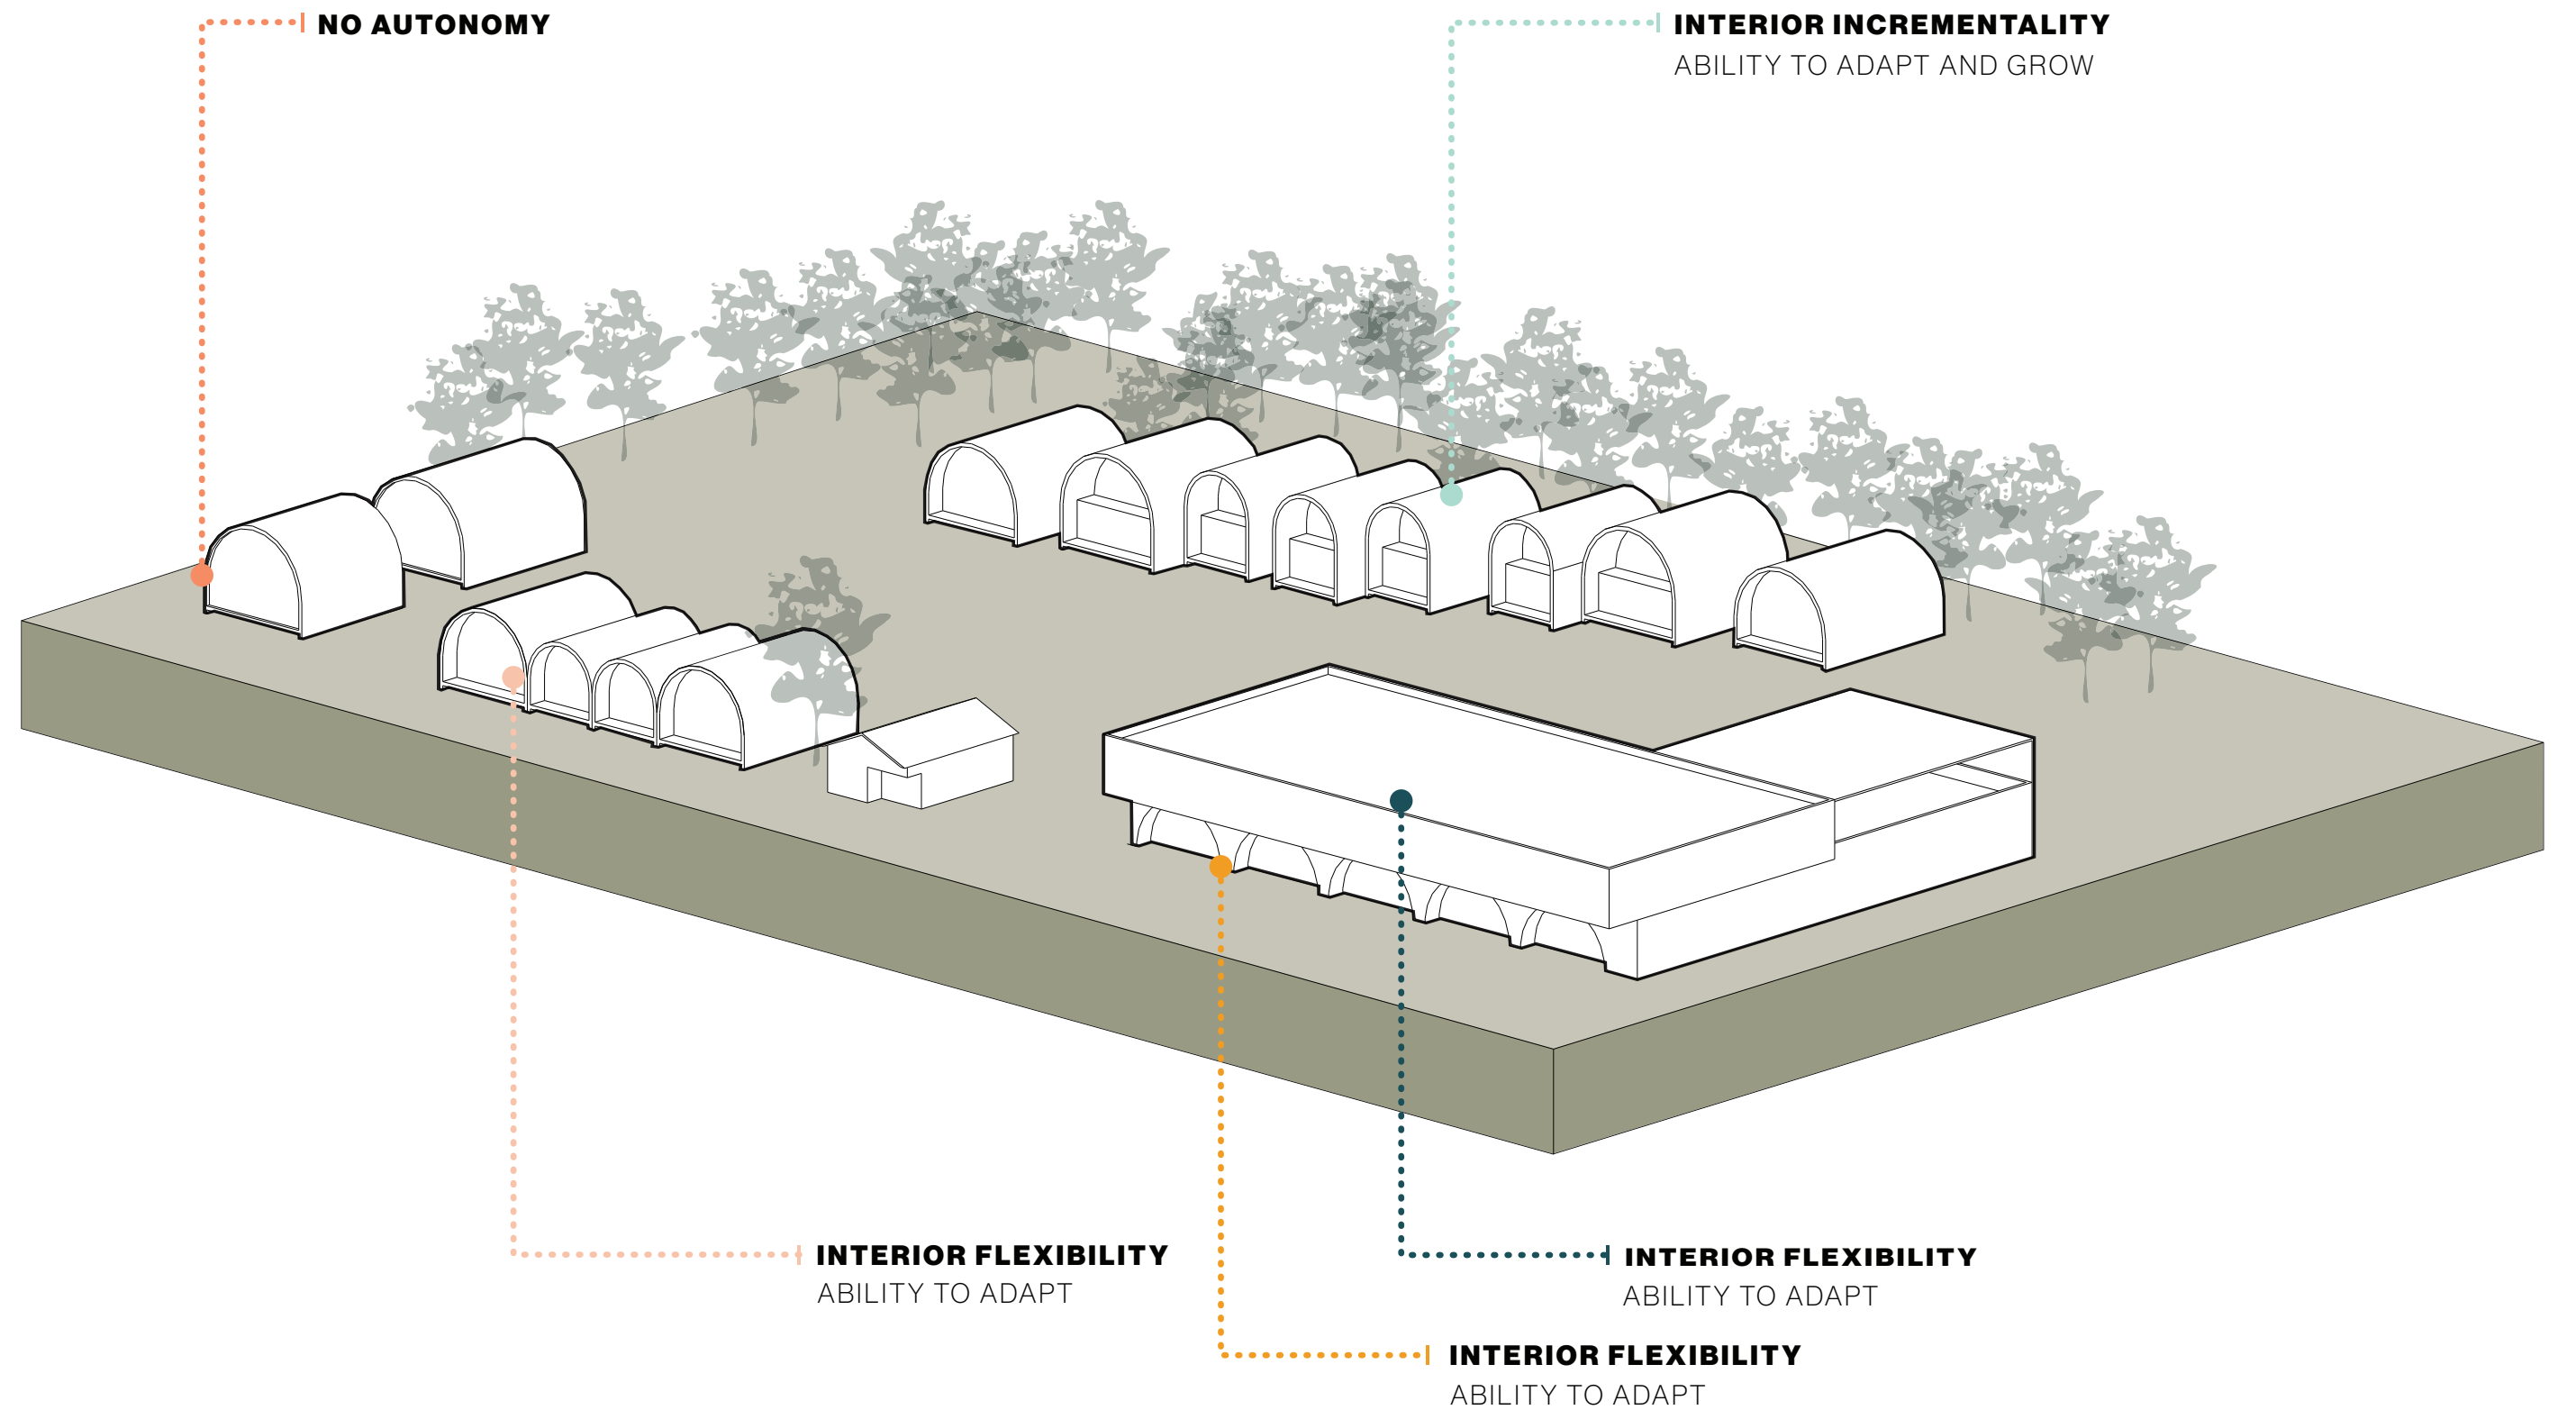 NO AUTONOMY
INTERIOR INCREMENTALITY
ABILITY TO ADAPT AND GROW
INTERIOR FLEXIBILITY
ABILITY TO ADAPT
INTERIOR FLEXIBILITY
ABILITY TO ADAPT
INTERIOR FLEXIBILITY
ABILITY TO ADAPT